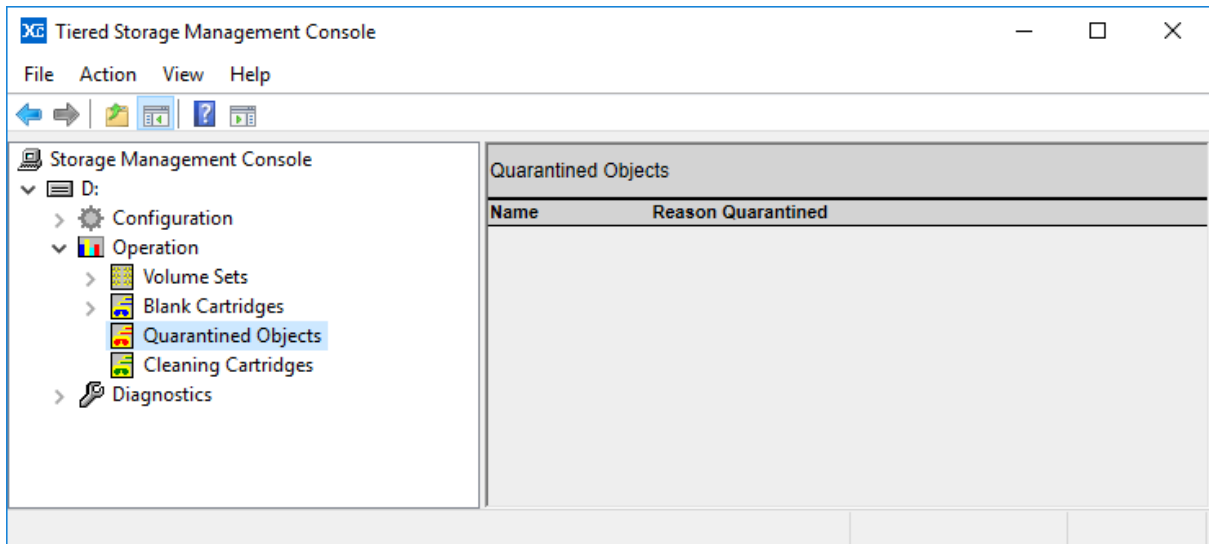 XC Tiered Storage Management Console
File Action View Help
Storage Management Console
D:
Configuration
Operation
Volume Sets
Blank Cartridges
Quarantined Objects
Cleaning Cartridges
Diagnostics
Quarantined Objects
Name Reason Quarantined